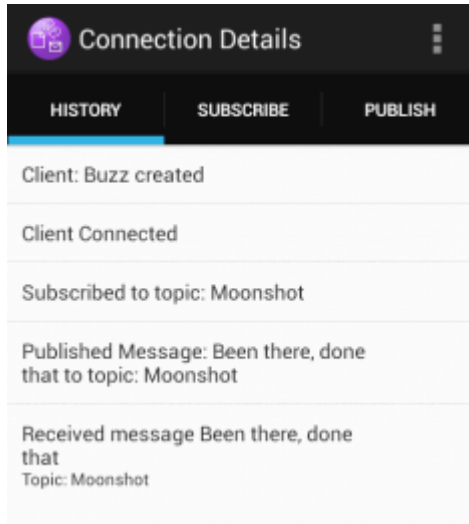 Connection Details
HISTORY SUBSCRIBE PUBLISH
Client: Buzz created
Client Connected
Subscribed to topic: Moonshot
Published Message: Been there, done
that to topic: Moonshot
Received message Been there, done
that
Topic: Moonshot